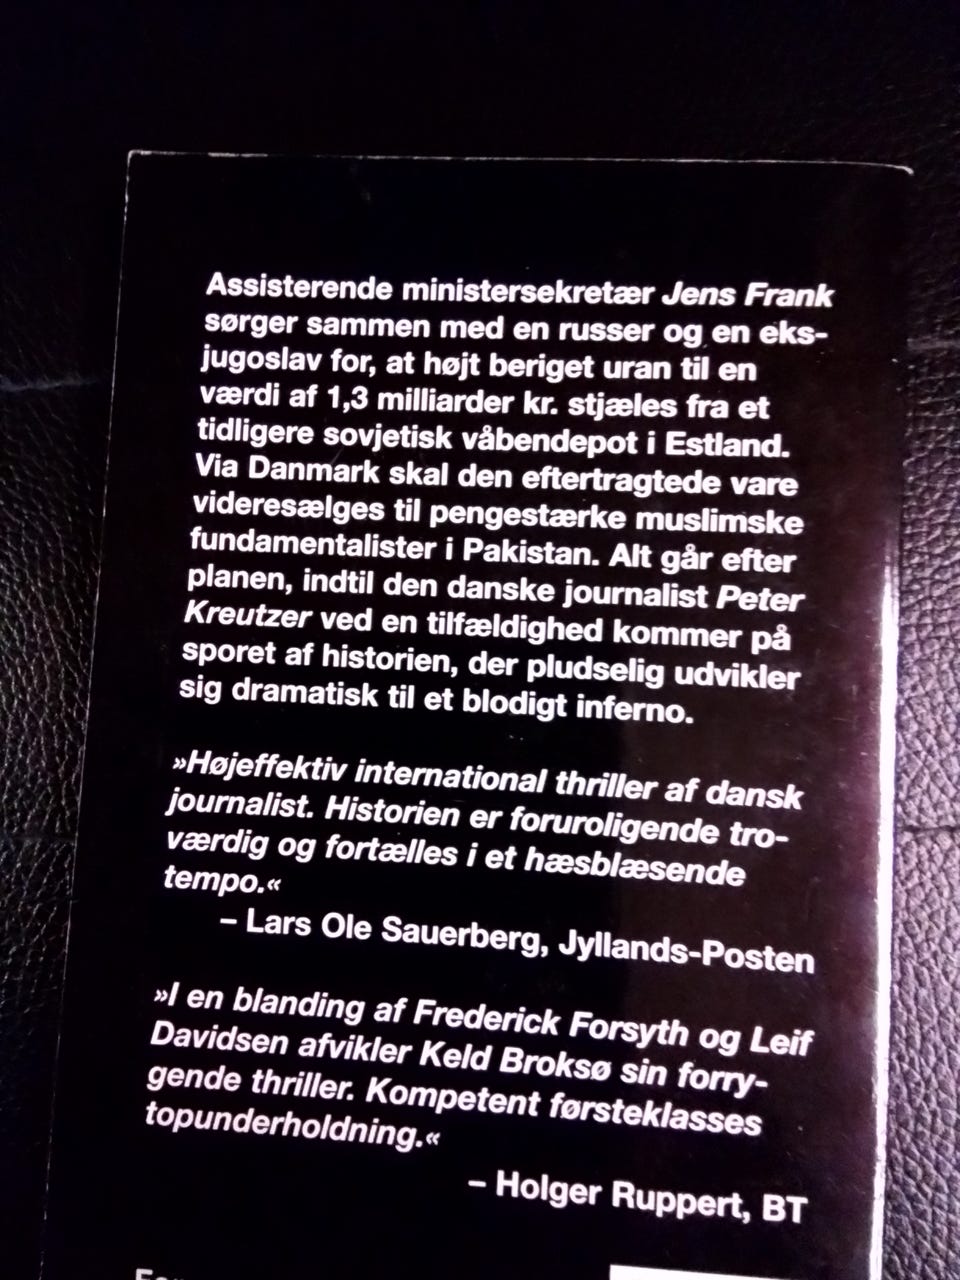 Assisterende ministersekretær Jens Frank
sørger sammen med en russer og en eks-
jugoslav for, at højt beriget uran til en
værdi af 1,3 milliarder kr. stjæles fra et
tidligere sovjetisk våbendepot i Estland.
Via Danmark skal den eftertragtede vare
videresælges til pengestærke muslimske
fundamentalister i Pakistan. Alt går efter
planen, indtil den danske journalist Peter
Kreutzer ved en tilfældighed kommer på
sporet af historien, der pludselig udvikler
sig dramatisk til et blodigt inferno.
»Højeffektiv international thriller af dansk
journalist. Historien er foruroligende tro-
værdig og fortælles i et hæsblæsende
tempo.«
– Lars Ole Sauerberg, Jyllands-Posten
»I en blanding af Frederick Forsyth og Leif
Davidsen afvikler Keld Broksø sin forry-
gende thriller. Kompetent førsteklasses
topunderholdning.«
– Holger Ruppert, BT